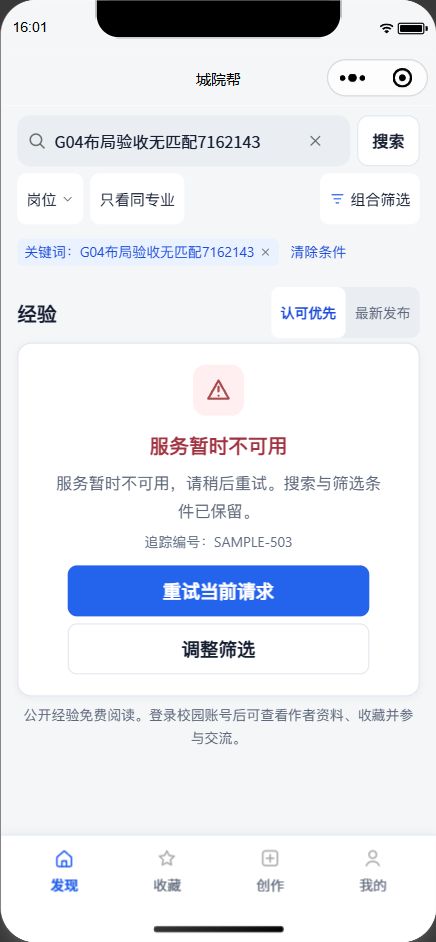 16:01
城院帮
G04布局验收无匹配7162143
搜索
岗位
只看同专业
组合筛选
关键词：G04布局验收无匹配7162143 ×
清除条件
经验
认可优先
最新发布
服务暂时不可用
服务暂时不可用，请稍后重试。搜索与筛选条
件已保留。
追踪编号：SAMPLE-503
重试当前请求
调整筛选
公开经验免费阅读。登录校园账号后可查看作者资料、收藏并参
与交流。
发现
收藏
创作
我的